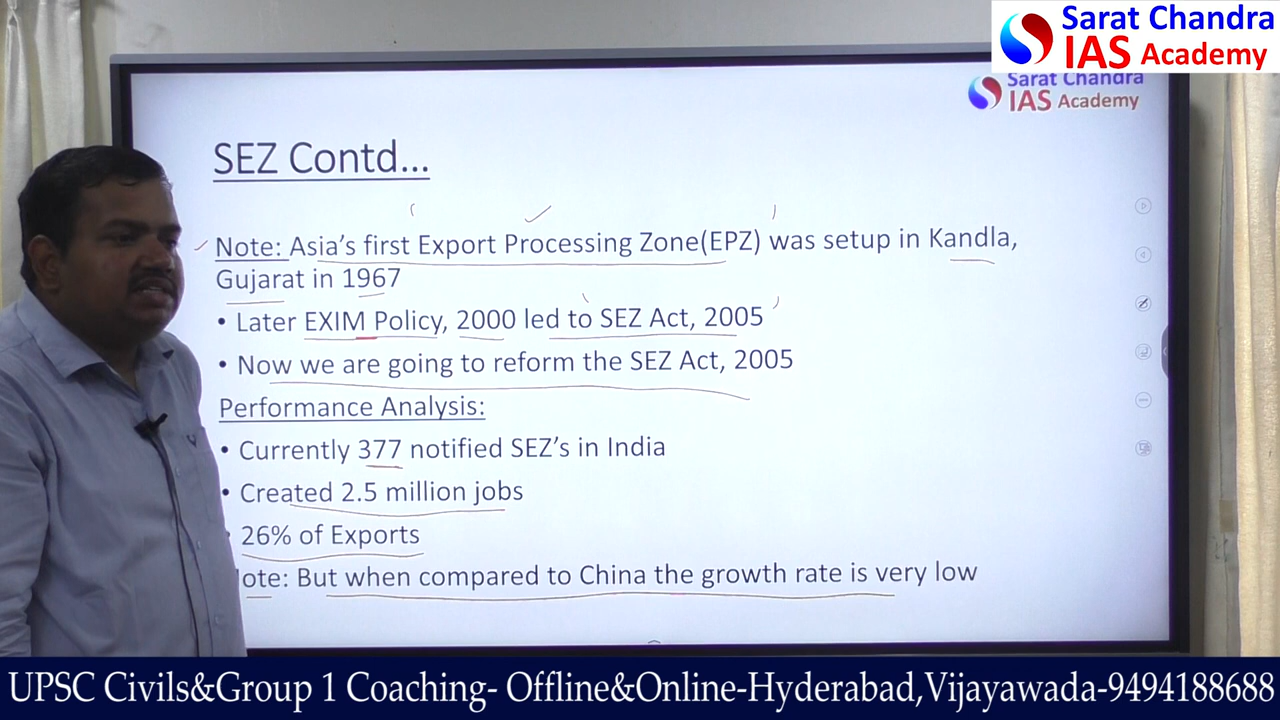 Sarat Chandra
IAS Academy
Sarat Chandra
IAS Academy
SEZ Contd...
Note: Asia's first Export Processing Zone(EPZ) was setup in Kandla,
Gujarat in 1967
• Later EXIM Policy, 2000 led to SEZ Act, 2005
• Now we are going to reform the SEZ Act, 2005
Performance Analysis:
• Currently 377 notified SEZ's in India
• Created 2.5 million jobs
• 26% of Exports
ote: But when compared to China the growth rate is very low
UPSC Civils&Group 1 Coaching- Offline&Online-Hyderabad,Vijayawada-9494188688